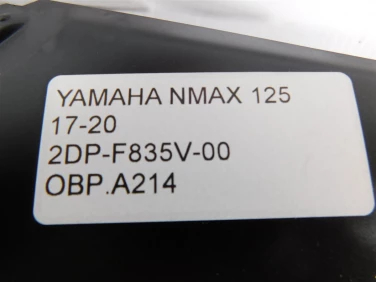 YAMAHA NMAX 125
17-20
2DP-F835V-00
OBP.A214